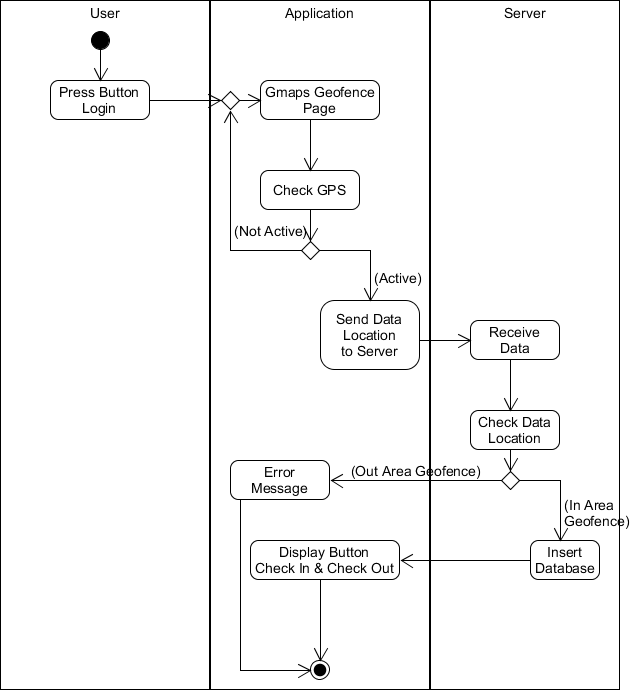 User
Application
Server
Press Button
Login
Gmaps Geofence
Page
Check GPS
(Not Active)
(Active)
Send Data
Location
to Server
Receive
Data
Check Data
Location
(Out Area Geofence)
Error
Message
(In Area
Geofence)
Display Button
Check In & Check Out
Insert
Database